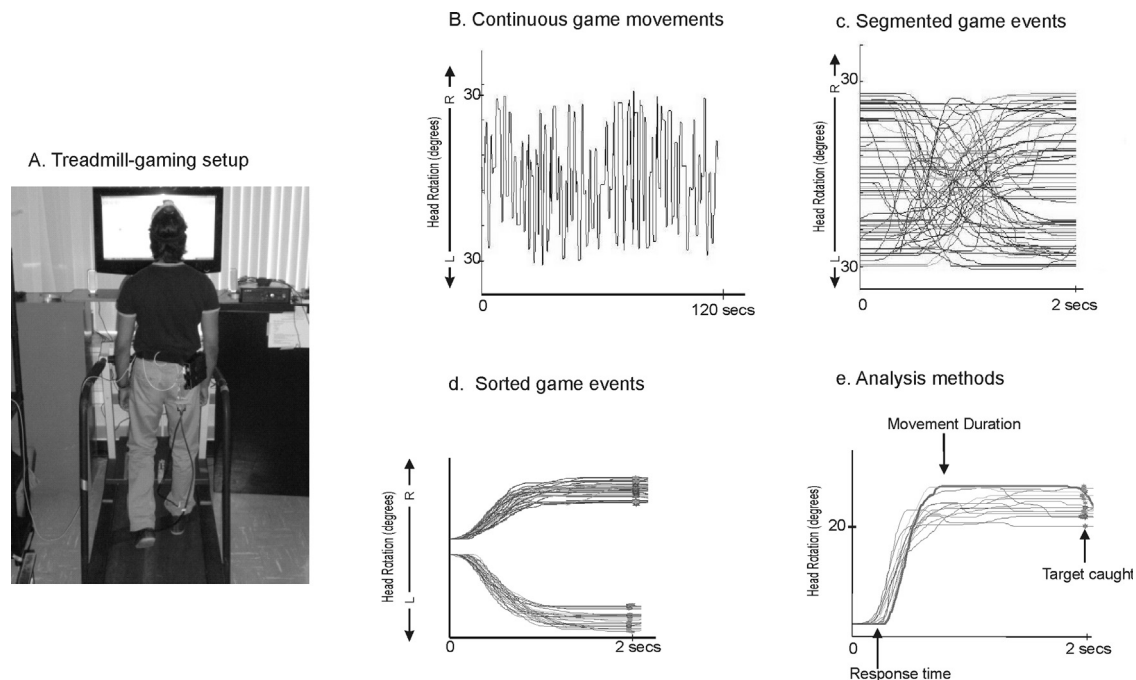 A. Treadmill-gaming setup
B. Continuous game movements
Head Rotation (degrees)
R
L
30
30
0
120 secs
c. Segmented game events
Head Rotation (degrees)
R
L
30
30
0
2 secs
d. Sorted game events
Head Rotation (degrees)
R
L
0
2 secs
e. Analysis methods
Movement Duration
Head Rotation (degrees)
20
Target caught
0
2 secs
Response time